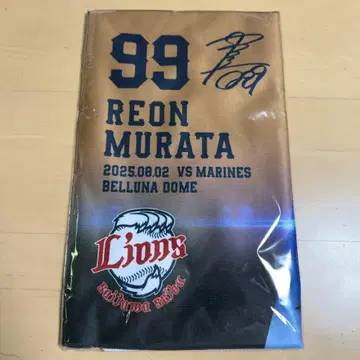 99
REON
MURATA
2025.08.02 VS MARINES
BELLUNA DOME
Lions
Saitama Seibu